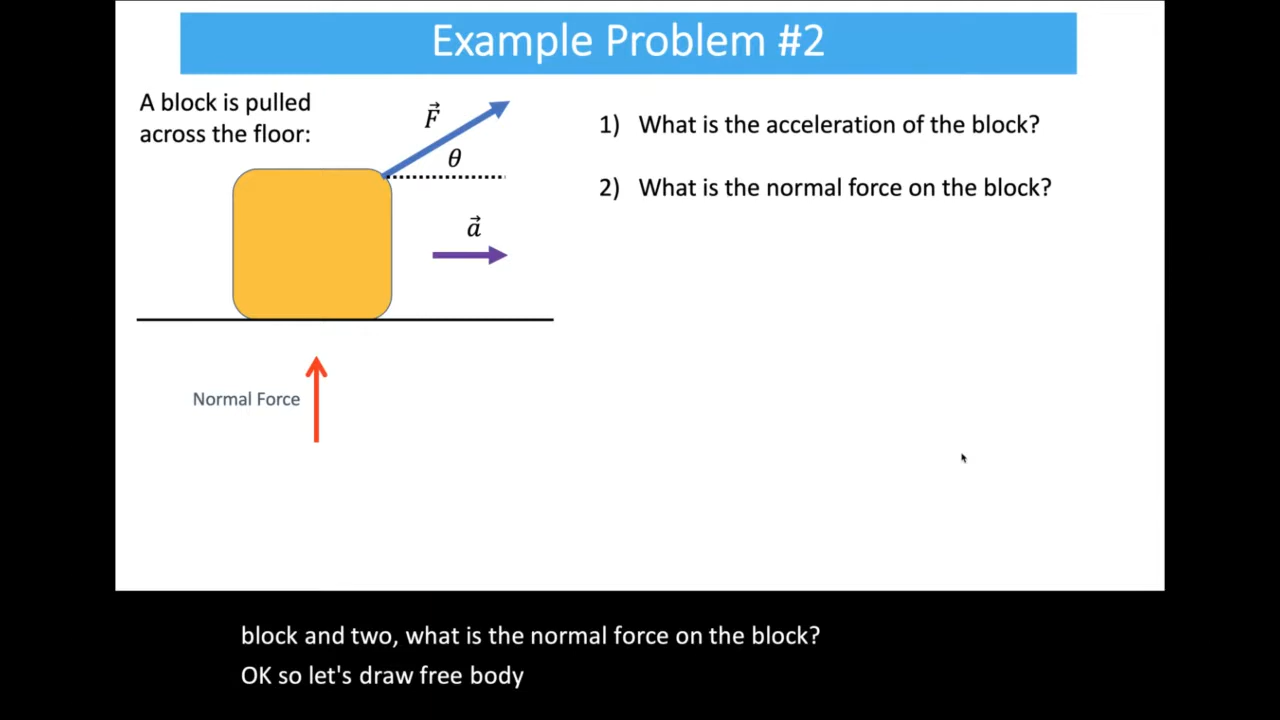 Example Problem #2
A block is pulled
across the floor:
F⃗
θ
a⃗
Normal Force
1) What is the acceleration of the block?
2) What is the normal force on the block?
block and two, what is the normal force on the block?
OK so let's draw free body